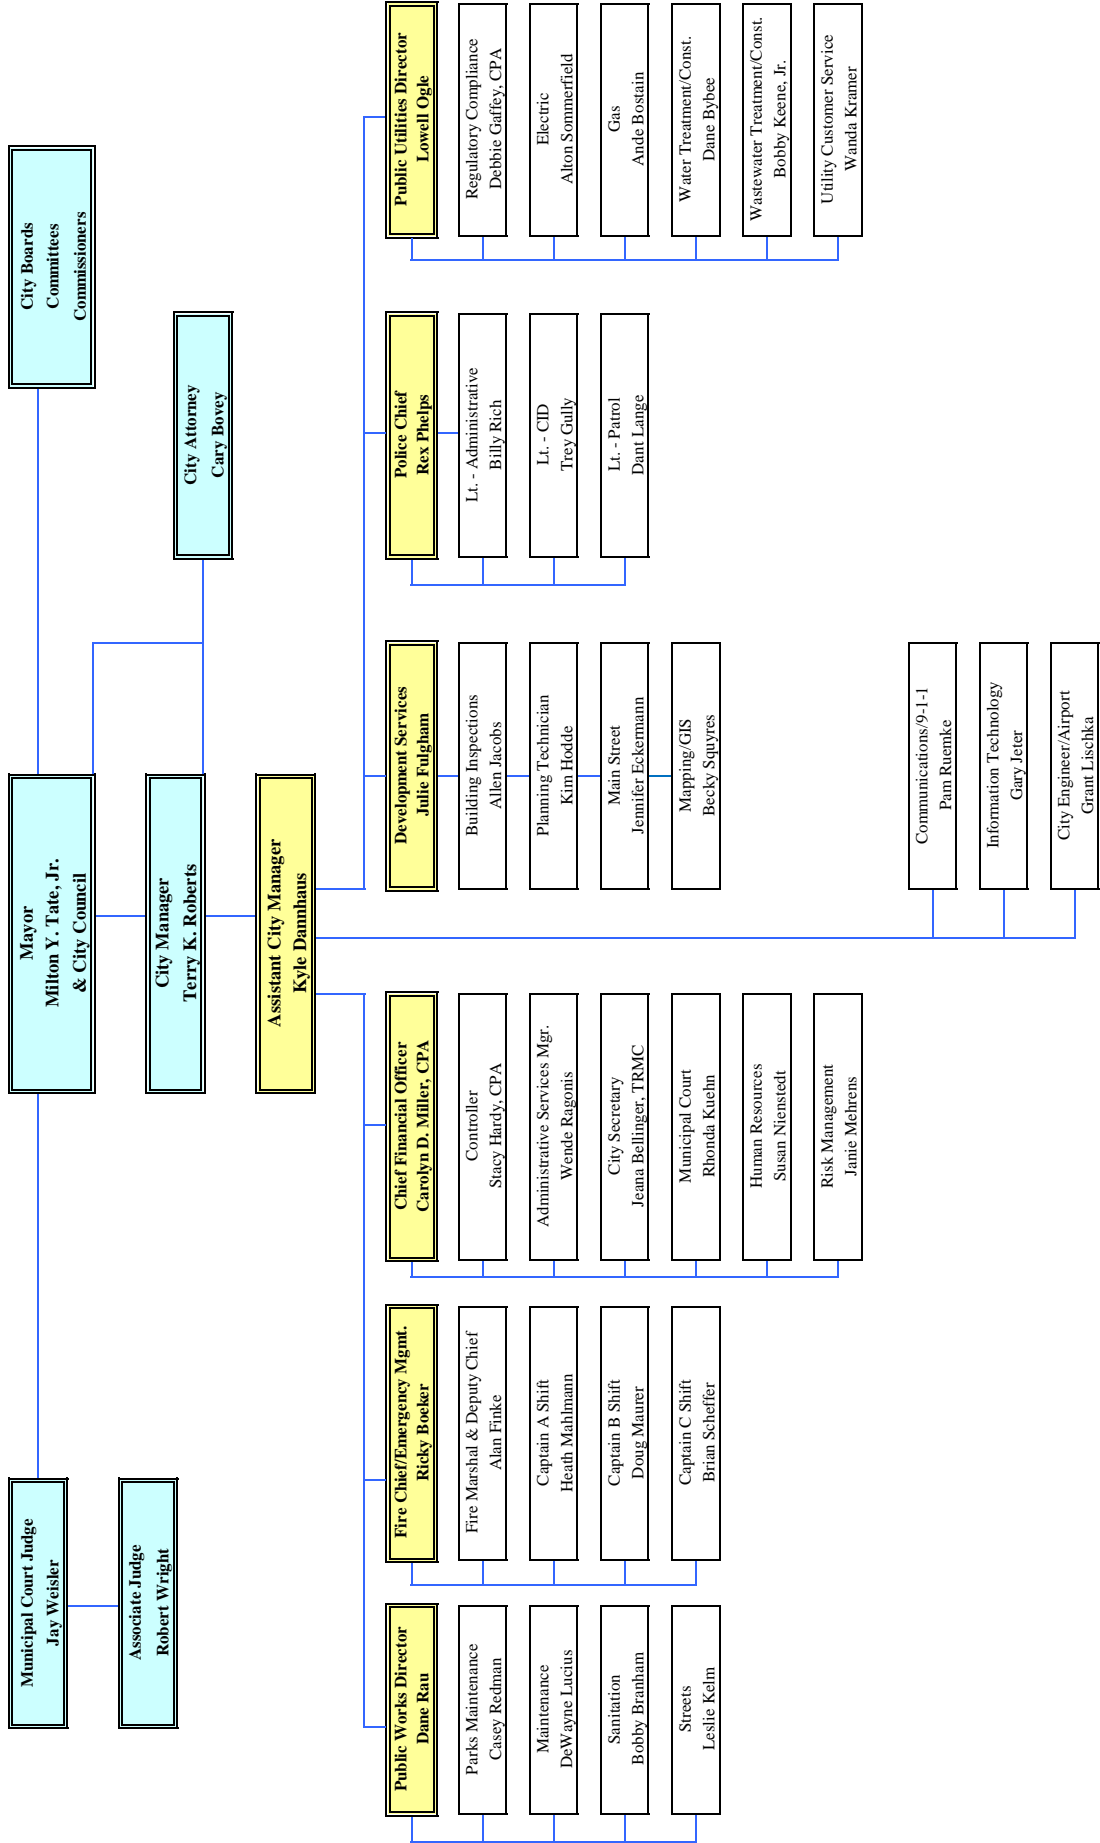 Municipal Court Judge
Jay Weisler
Mayor
Milton Y. Tate, Jr.
& City Council
City Boards
Committees
Commissioners
Associate Judge
Robert Wright
City Manager
Terry K. Roberts
City Attorney
Cary Bovey
Assistant City Manager
Kyle Dannhaus
Public Works Director
Dane Rau
Parks Maintenance
Casey Redman
Maintenance
DeWayne Lucius
Sanitation
Bobby Branham
Streets
Leslie Kelm
Fire Chief/Emergency Mgmt.
Ricky Boeker
Fire Marshal & Deputy Chief
Alan Finke
Captain A Shift
Heath Mahlmann
Captain B Shift
Doug Maurer
Captain C Shift
Brian Scheffer
Chief Financial Officer
Carolyn D. Miller, CPA
Controller
Stacy Hardy, CPA
Administrative Services Mgr.
Wende Ragonis
City Secretary
Jeana Bellinger, TRMC
Municipal Court
Rhonda Kuehn
Human Resources
Susan Nienstedt
Risk Management
Janie Mehrens
Development Services
Julie Fulgham
Building Inspections
Allen Jacobs
Planning Technician
Kim Hodde
Main Street
Jennifer Eckermann
Mapping/GIS
Becky Squyres
Police Chief
Rex Phelps
Lt. - Administrative
Billy Rich
Lt. - CID
Trey Gully
Lt. - Patrol
Dant Lange
Public Utilities Director
Lowell Ogle
Regulatory Compliance
Debbie Gaffey, CPA
Electric
Alton Sommerfield
Gas
Ande Bostain
Water Treatment/Const.
Dane Bybee
Wastewater Treatment/Const.
Bobby Keene, Jr.
Utility Customer Service
Wanda Kramer
Communications/9-1-1
Pam Ruemke
Information Technology
Gary Jeter
City Engineer/Airport
Grant Lischka